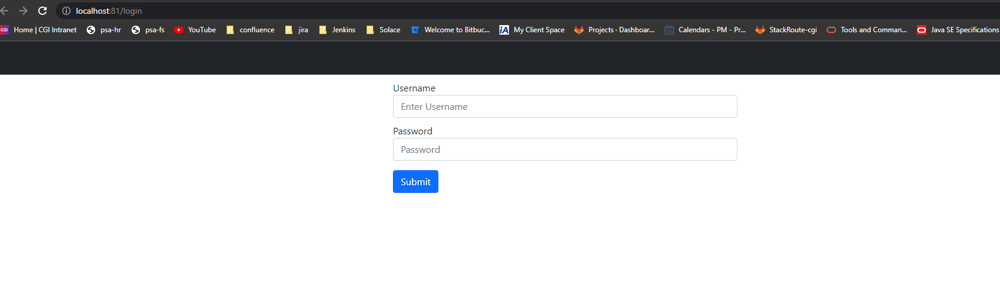 localhost:81/login
CGI Home | CGI Intranet psa-hr psa-fs YouTube confluence jira Jenkins Solace Welcome to Bitbuc... iA My Client Space Projects · Dashboar... Calendars - PM - Pr... StackRoute-cgi Tools and Comman... Java SE Specifications
Username
Enter Username
Password
Password
Submit